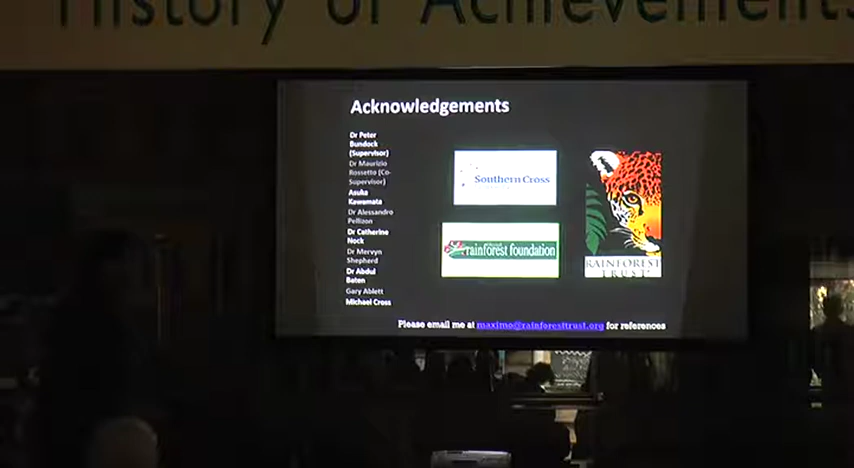 History of Achievements
Acknowledgements
Dr Peter
Bundock
(Supervisor)
Dr Maurizio
Rossetto (Co-
Supervisor)
Asuka
Kawamata
Dr Alessandro
Pellizon
Dr Catherine
Nock
Dr Mervyn
Shepherd
Dr Abdul
Baten
Gary Ablett
Michael Cross
Southern Cross
rainforest foundation
RAINFOREST
TRUST
Please email me at maximo@rainforesttrust.org for references